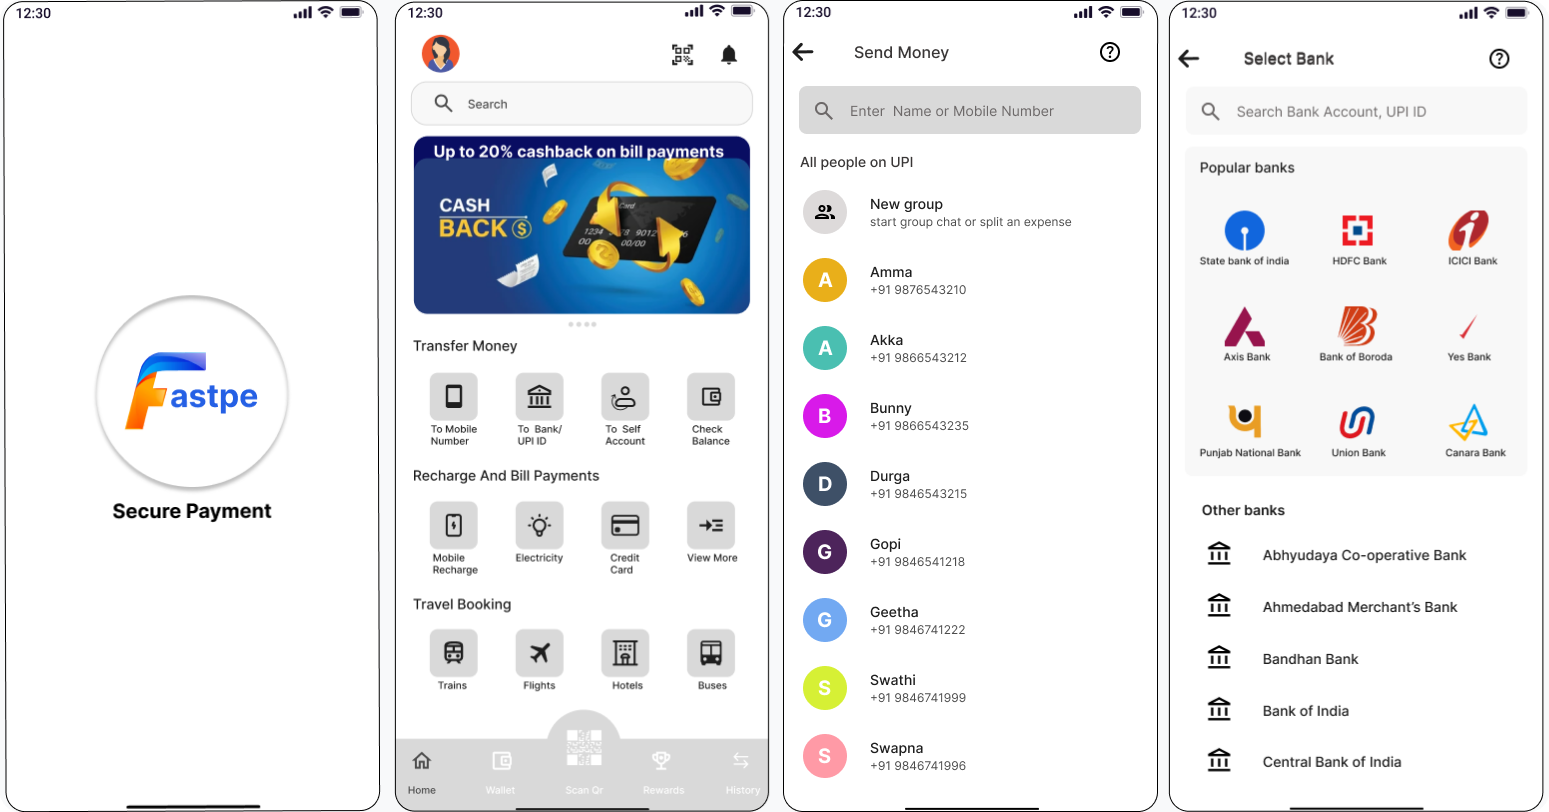 12:30
Fastpe
Secure Payment
12:30
Search
Up to 20% cashback on bill payments
CASH
BACK $
Card
1234 9012
00 00/00
Transfer Money
To Mobile
Number
To Bank/
UPI ID
To Self
Account
Check
Balance
Recharge And Bill Payments
Mobile
Recharge
Electricity
Credit
Card
View More
Travel Booking
Trains
Flights
Hotels
Buses
Home
Wallet
Scan Qr
Rewards
History
12:30
Send Money
Enter Name or Mobile Number
All people on UPI
New group
start group chat or split an expense
A
Amma
+91 9876543210
A
Akka
+91 9866543212
B
Bunny
+91 9866543235
D
Durga
+91 9846543215
G
Gopi
+91 9846541218
G
Geetha
+91 9846741222
S
Swathi
+91 9846741999
S
Swapna
+91 9846741996
12:30
Select Bank
Search Bank Account, UPI ID
Popular banks
State bank of india
HDFC Bank
ICICI Bank
Axis Bank
Bank of Boroda
Yes Bank
Punjab National Bank
Union Bank
Canara Bank
Other banks
Abhyudaya Co-operative Bank
Ahmedabad Merchant's Bank
Bandhan Bank
Bank of India
Central Bank of India